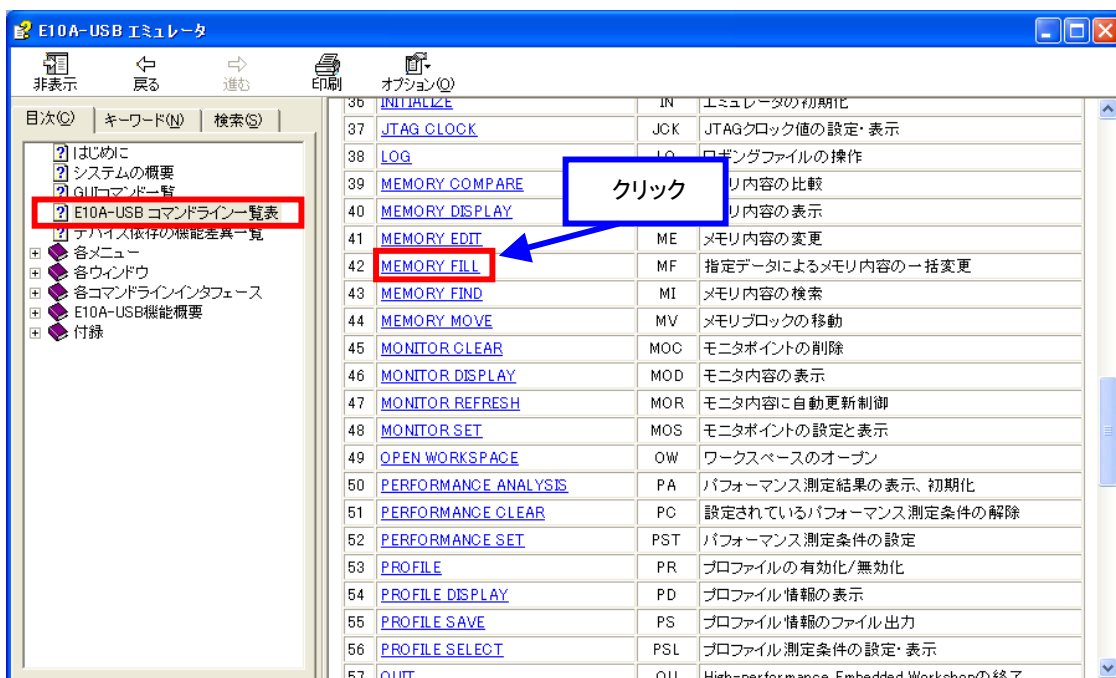 E10A-USB エミュレータ
非表示 戻る 進む 印刷 オプション(O)
目次(C) キーワード(N) 検索(S)
はじめに
システムの概要
GUIコマンド一覧
E10A-USB コマンドライン一覧表
デバイス依存の機能差異一覧
各メニュー
各ウィンドウ
各コマンドラインインタフェース
E10A-USB機能概要
付録
36 INITIALIZE IN エミュレータの初期化
37 JTAG CLOCK JCK JTAGクロック値の設定・表示
38 LOG LO ロギングファイルの操作
39 MEMORY COMPARE リ内容の比較
クリック
40 MEMORY DISPLAY リ内容の表示
41 MEMORY EDIT ME メモリ内容の変更
42 MEMORY FILL MF 指定データによるメモリ内容の一括変更
43 MEMORY FIND MI メモリ内容の検索
44 MEMORY MOVE MV メモリブロックの移動
45 MONITOR CLEAR MOC モニタポイントの削除
46 MONITOR DISPLAY MOD モニタ内容の表示
47 MONITOR REFRESH MOR モニタ内容に自動更新制御
48 MONITOR SET MOS モニタポイントの設定と表示
49 OPEN WORKSPACE OW ワークスペースのオープン
50 PERFORMANCE ANALYSIS PA パフォーマンス測定結果の表示、初期化
51 PERFORMANCE CLEAR PC 設定されているパフォーマンス測定条件の解除
52 PERFORMANCE SET PST パフォーマンス測定条件の設定
53 PROFILE PR プロファイルの有効化/無効化
54 PROFILE DISPLAY PD プロファイル情報の表示
55 PROFILE SAVE PS プロファイル情報のファイル出力
56 PROFILE SELECT PSL プロファイル測定条件の設定・表示
57 QUIT QU High-performance Embedded Workshopの終了